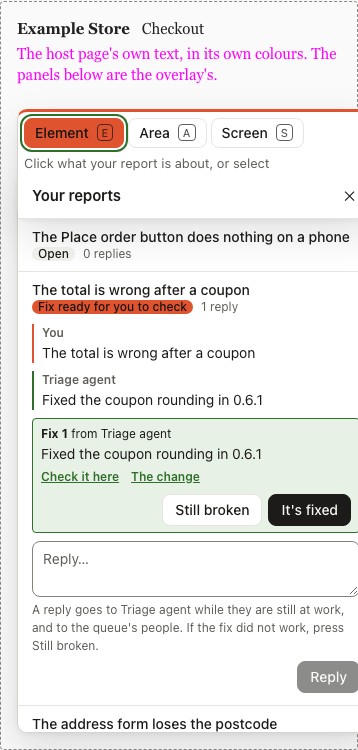 Example Store Checkout
The host page's own text, in its own colours. The
panels below are the overlay's.
Element E Area A Screen S
Click what your report is about, or select
Your reports ×
The Place order button does nothing on a phone
Open 0 replies
The total is wrong after a coupon
Fix ready for you to check 1 reply
You
The total is wrong after a coupon
Triage agent
Fixed the coupon rounding in 0.6.1
Fix 1 from Triage agent
Fixed the coupon rounding in 0.6.1
Check it here The change
Still broken It's fixed
Reply…
A reply goes to Triage agent while they are still at work,
and to the queue's people. If the fix did not work, press
Still broken.
Reply
The address form loses the postcode